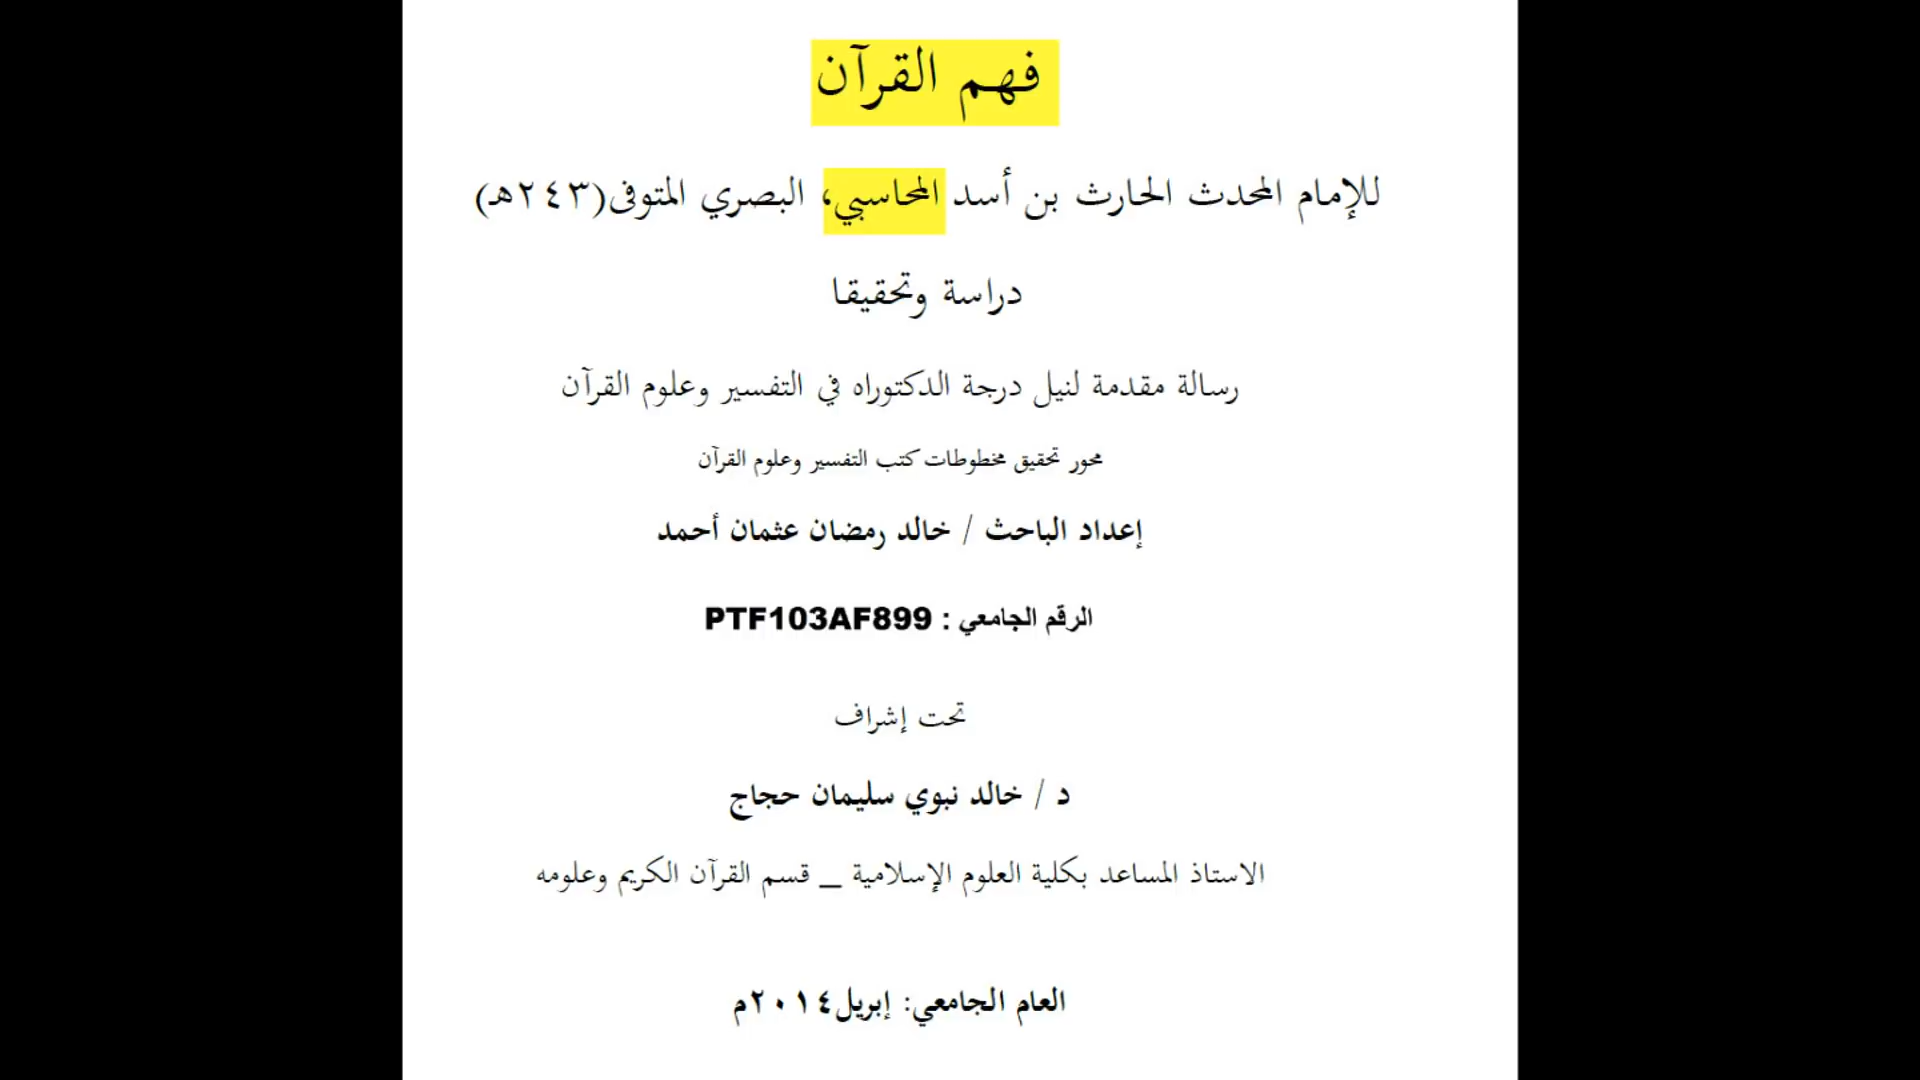 فهم القرآن
للإمام المحدث الحارث بن أسد المحاسبي، البصري المتوفى(٢٤٣هـ)
دراسة وتحقيقا
رسالة مقدمة لنيل درجة الدكتوراه في التفسير وعلوم القرآن
محور تحقيق مخطوطات كتب التفسير وعلوم القرآن
إعداد الباحث / خالد رمضان عثمان أحمد
الرقم الجامعي : PTF103AF899
تحت إشراف
د / خالد نبوي سليمان حجاج
الاستاذ المساعد بكلية العلوم الإسلامية _ قسم القرآن الكريم وعلومه
العام الجامعي: إبريل٢٠١٤م